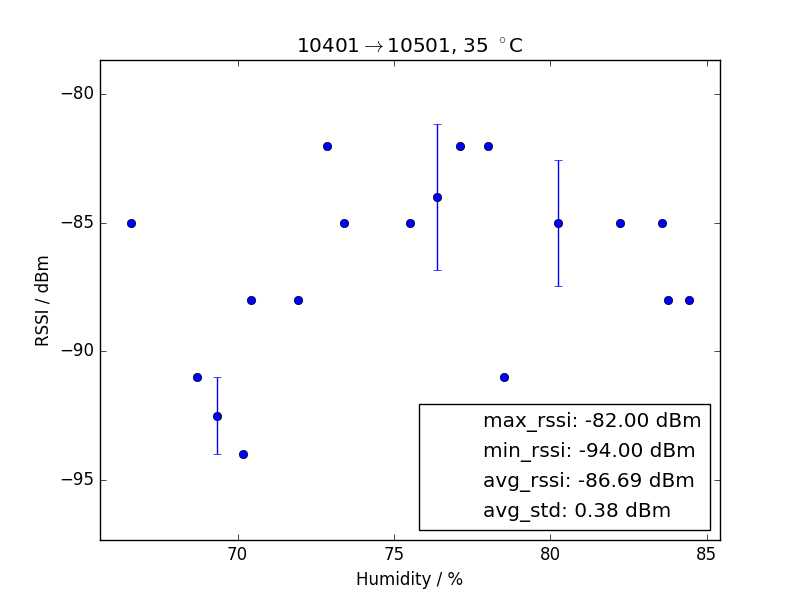 10401→10501, 35 °C
−80
−85
−90
−95
RSSI / dBm
max_rssi: -82.00 dBm
min_rssi: -94.00 dBm
avg_rssi: -86.69 dBm
avg_std: 0.38 dBm
70 75 80 85
Humidity / %